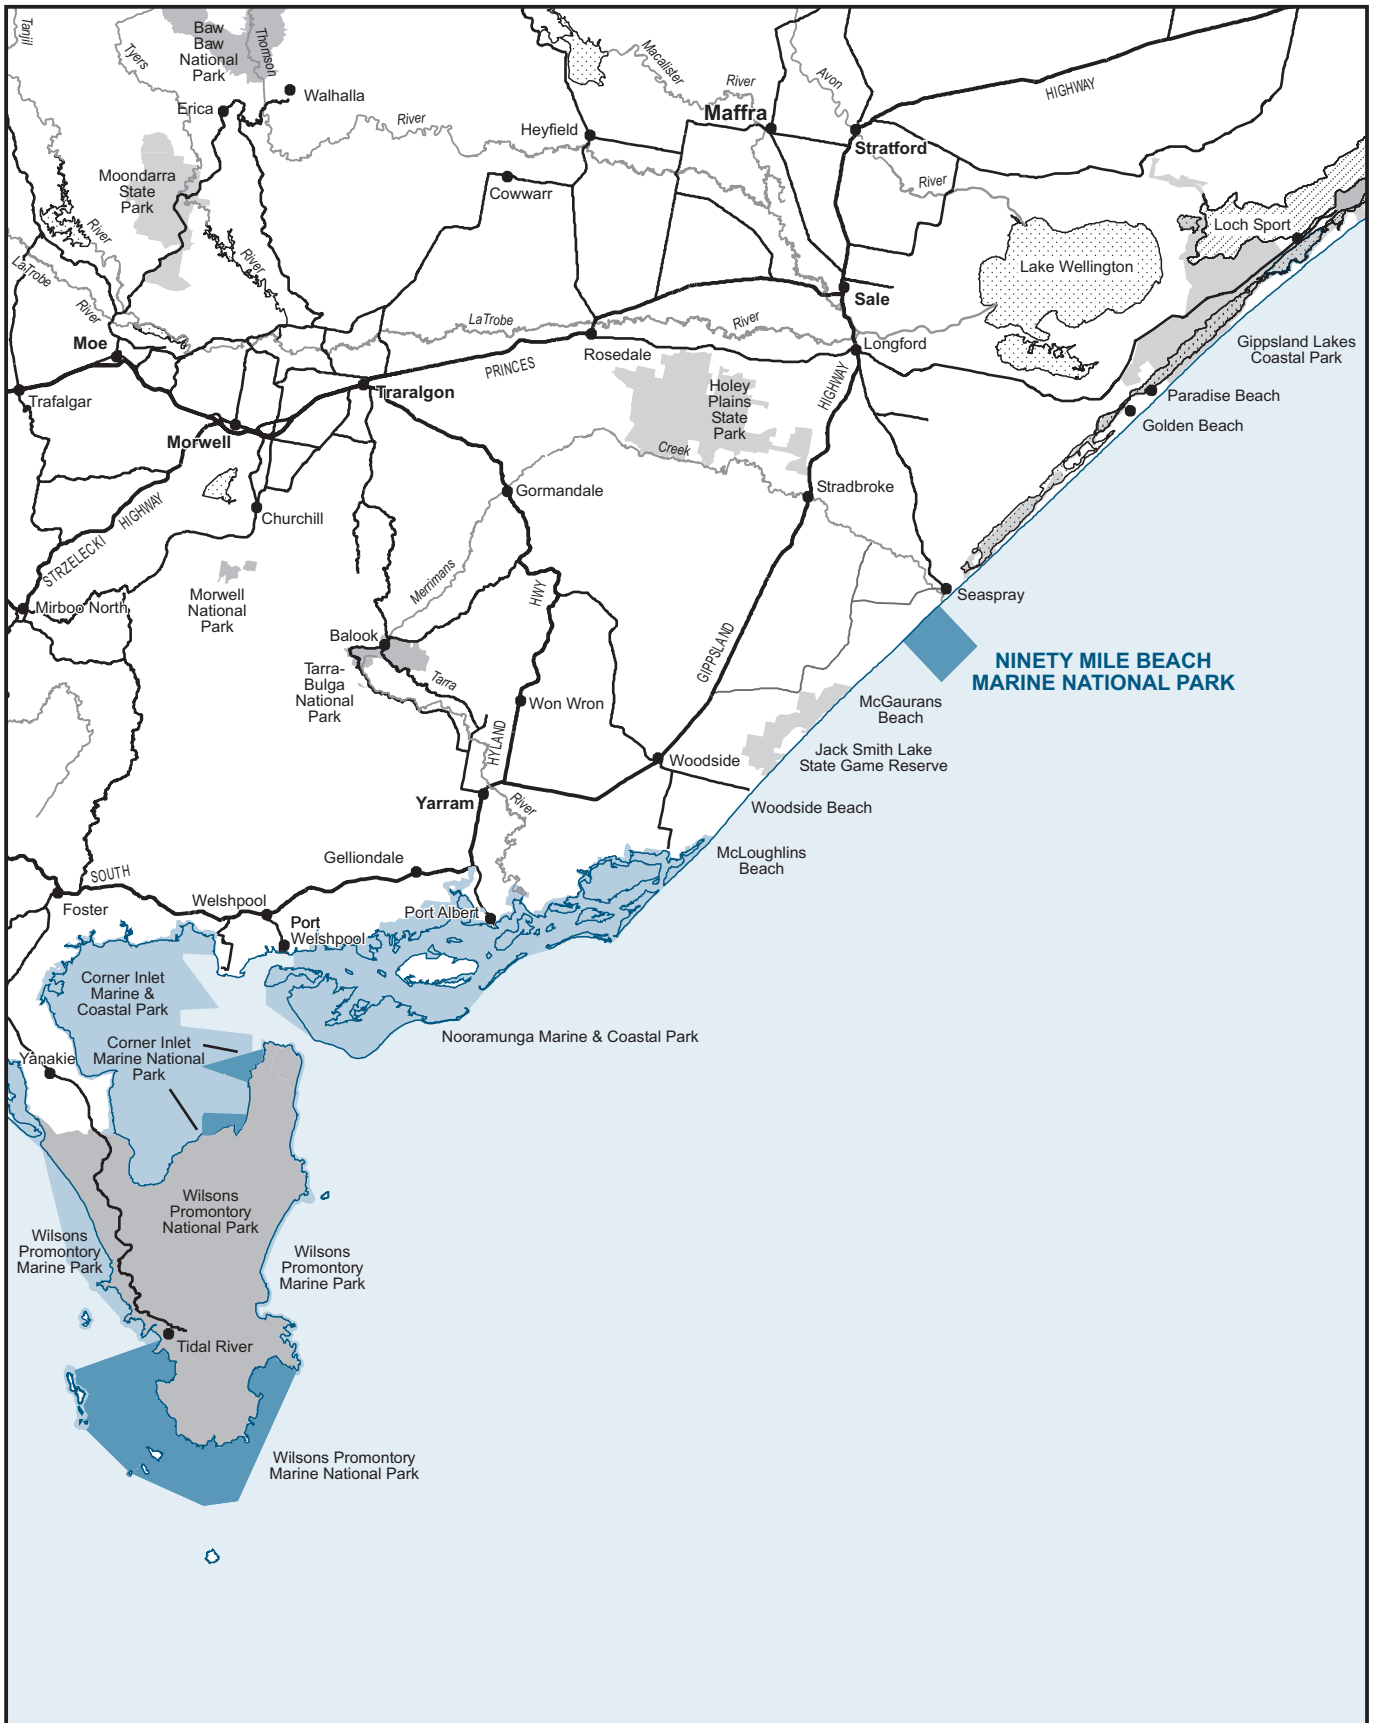 Tanjil
Tyers
Baw
Baw
National
Park
Thomson
Walhalla
Erica
River
Macalister
River
Avon
HIGHWAY
Maffra
Heyfield
Stratford
River
Moondarra
State
Park
Cowwarr
River
River
LaTrobe
River
Loch Sport
Lake Wellington
Sale
LaTrobe
River
Moe
Rosedale
Longford
Gippsland Lakes
Coastal Park
PRINCES
HIGHWAY
Trafalgar
Traralgon
Holey
Plains
State
Park
Paradise Beach
Golden Beach
Morwell
Creek
Gormandale
Stradbroke
HIGHWAY
Churchill
STRZELECKI
Merrimans
HWY
Morwell
National
Park
Mirboo North
Seaspray
Balook
GIPPSLAND
NINETY MILE BEACH
MARINE NATIONAL PARK
Tarra-
Bulga
National
Park
Tarra
Won Wron
McGaurans
Beach
HYLAND
Woodside
Jack Smith Lake
State Game Reserve
Yarram
River
Woodside Beach
McLoughlins
Beach
Gelliondale
SOUTH
Foster
Welshpool
Port
Welshpool
Port Albert
Corner Inlet
Marine &
Coastal Park
Nooramunga Marine & Coastal Park
Corner Inlet
Marine National
Park
Yanakie
Wilsons
Promontory
National Park
Wilsons
Promontory
Marine Park
Wilsons
Promontory
Marine Park
Tidal River
Wilsons Promontory
Marine National Park